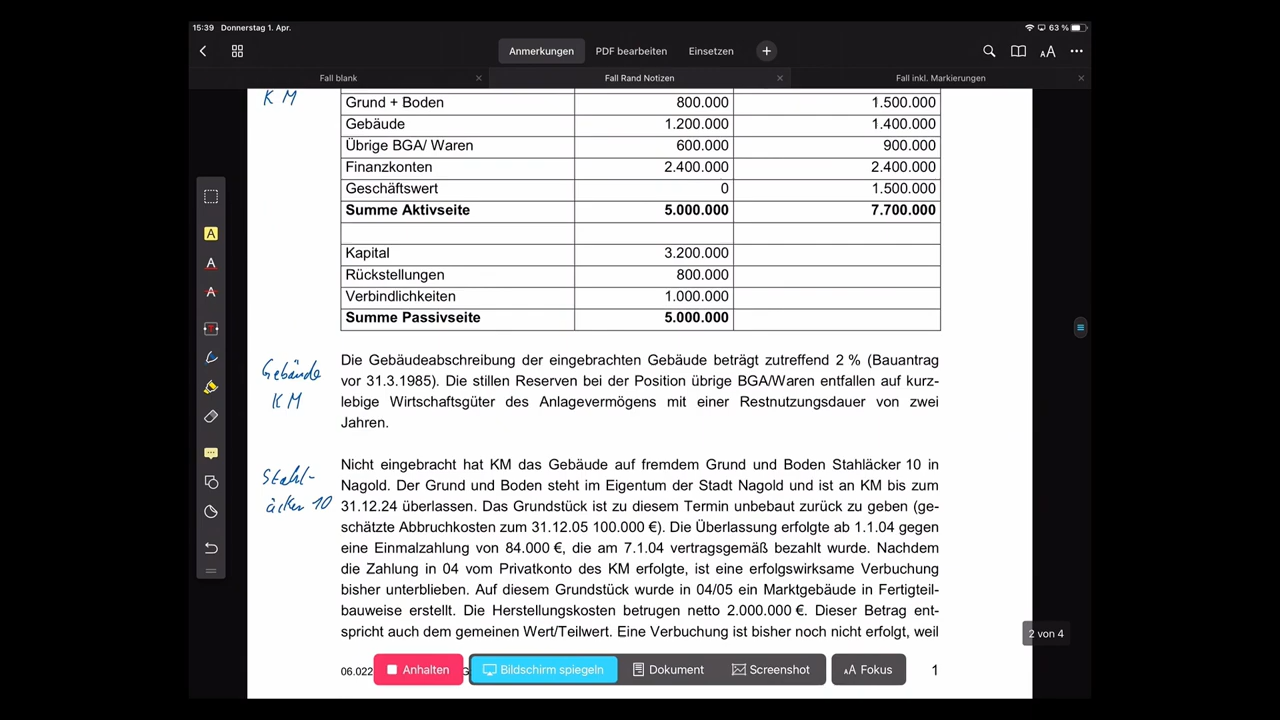 15:39 Donnerstag 1. Apr. 63 %
Anmerkungen PDF bearbeiten Einsetzen
Fall blank Fall Rand Notizen Fall inkl. Markierungen
K M
Grund + Boden 800.000 1.500.000
Gebäude 1.200.000 1.400.000
Übrige BGA/ Waren 600.000 900.000
Finanzkonten 2.400.000 2.400.000
Geschäftswert 0 1.500.000
Summe Aktivseite 5.000.000 7.700.000
Kapital 3.200.000
Rückstellungen 800.000
Verbindlichkeiten 1.000.000
Summe Passivseite 5.000.000
Gebäude
KM
Die Gebäudeabschreibung der eingebrachten Gebäude beträgt zutreffend 2 % (Bauantrag
vor 31.3.1985). Die stillen Reserven bei der Position übrige BGA/Waren entfallen auf kurz-
lebige Wirtschaftsgüter des Anlagevermögens mit einer Restnutzungsdauer von zwei
Jahren.
Stahl-
äcker 10
Nicht eingebracht hat KM das Gebäude auf fremdem Grund und Boden Stahläcker 10 in
Nagold. Der Grund und Boden steht im Eigentum der Stadt Nagold und ist an KM bis zum
31.12.24 überlassen. Das Grundstück ist zu diesem Termin unbebaut zurück zu geben (ge-
schätzte Abbruchkosten zum 31.12.05 100.000 €). Die Überlassung erfolgte ab 1.1.04 gegen
eine Einmalzahlung von 84.000 €, die am 7.1.04 vertragsgemäß bezahlt wurde. Nachdem
die Zahlung in 04 vom Privatkonto des KM erfolgte, ist eine erfolgswirksame Verbuchung
bisher unterblieben. Auf diesem Grundstück wurde in 04/05 ein Marktgebäude in Fertigteil-
bauweise erstellt. Die Herstellungskosten betrugen netto 2.000.000 €. Dieser Betrag ent-
spricht auch dem gemeinen Wert/Teilwert. Eine Verbuchung ist bisher noch nicht erfolgt, weil
2 von 4
06.022 1
Anhalten Bildschirm spiegeln Dokument Screenshot AA Fokus